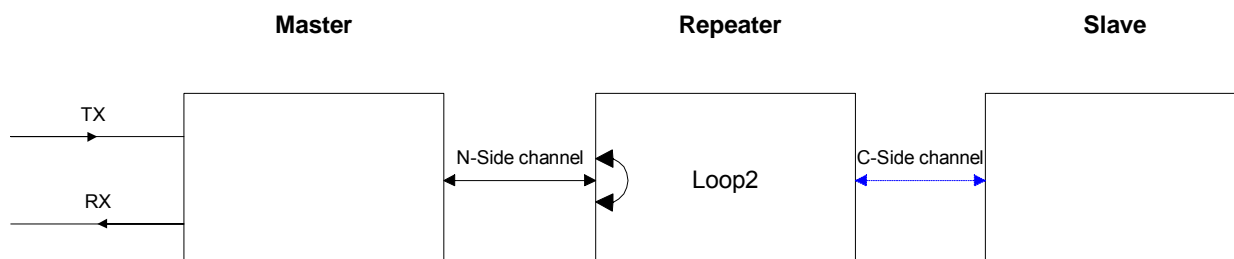 Master
Repeater
Slave
TX
N-Side channel
C-Side channel
Loop2
RX